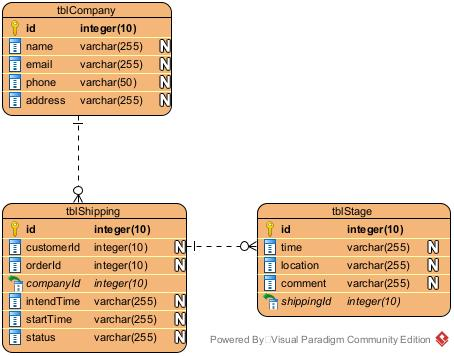 tblCompany
id integer(10)
name varchar(255) N
email varchar(255) N
phone varchar(50) N
address varchar(255) N
tblShipping
id integer(10)
customerId integer(10) N
orderId integer(10) N
companyId integer(10)
intendTime varchar(255) N
startTime varchar(255) N
status varchar(255) N
tblStage
id integer(10)
time varchar(255) N
location varchar(255) N
comment varchar(255) N
shippingId integer(10)
Powered By Visual Paradigm Community Edition